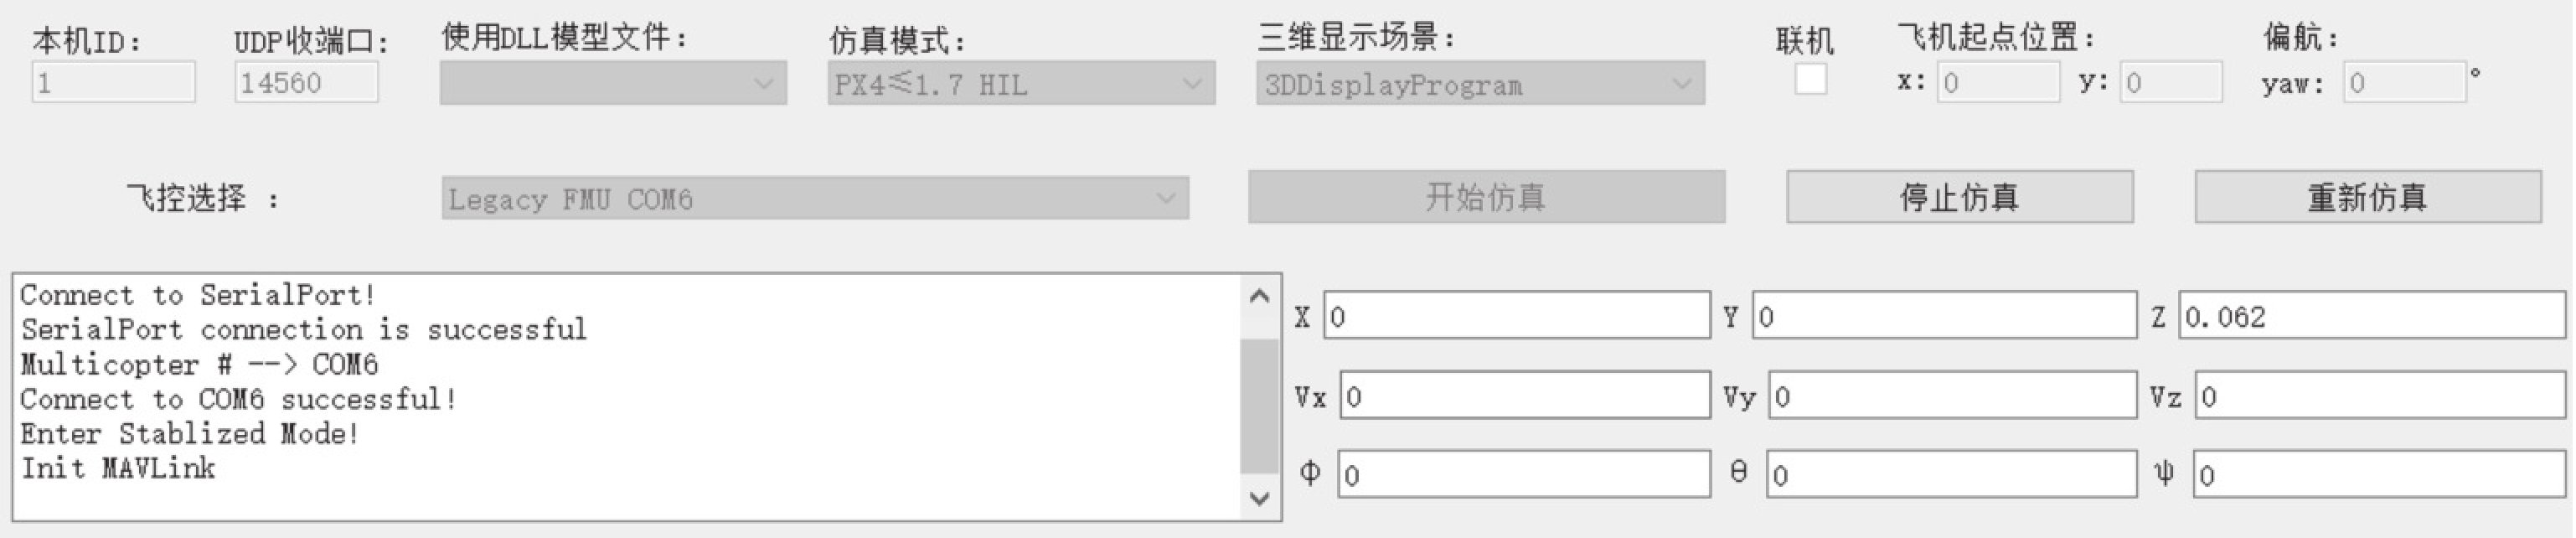 本机ID: UDP收端口: 使用DLL模型文件: 仿真模式: 三维显示场景: 联机 飞机起点位置: 偏航:
1 14560 PX4≤1.7 HIL 3DDisplayProgram x: 0 y: 0 yaw: 0 °
飞控选择 : Legacy FMU COM6 开始仿真 停止仿真 重新仿真
Connect to SerialPort!
SerialPort connection is successful
Multicopter # --> COM6
Connect to COM6 successful!
Enter Stablized Mode!
Init MAVLink
X 0 Y 0 Z 0.062
Vx 0 Vy 0 Vz 0
Φ 0 θ 0 ψ 0